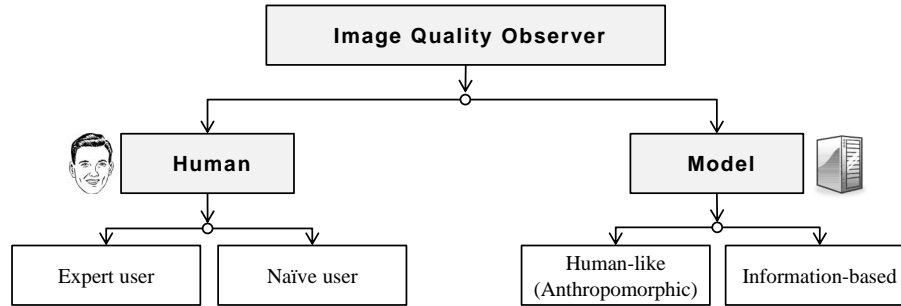 Image Quality Observer
Human
Model
Expert user
Naïve user
Human-like
(Anthropomorphic)
Information-based